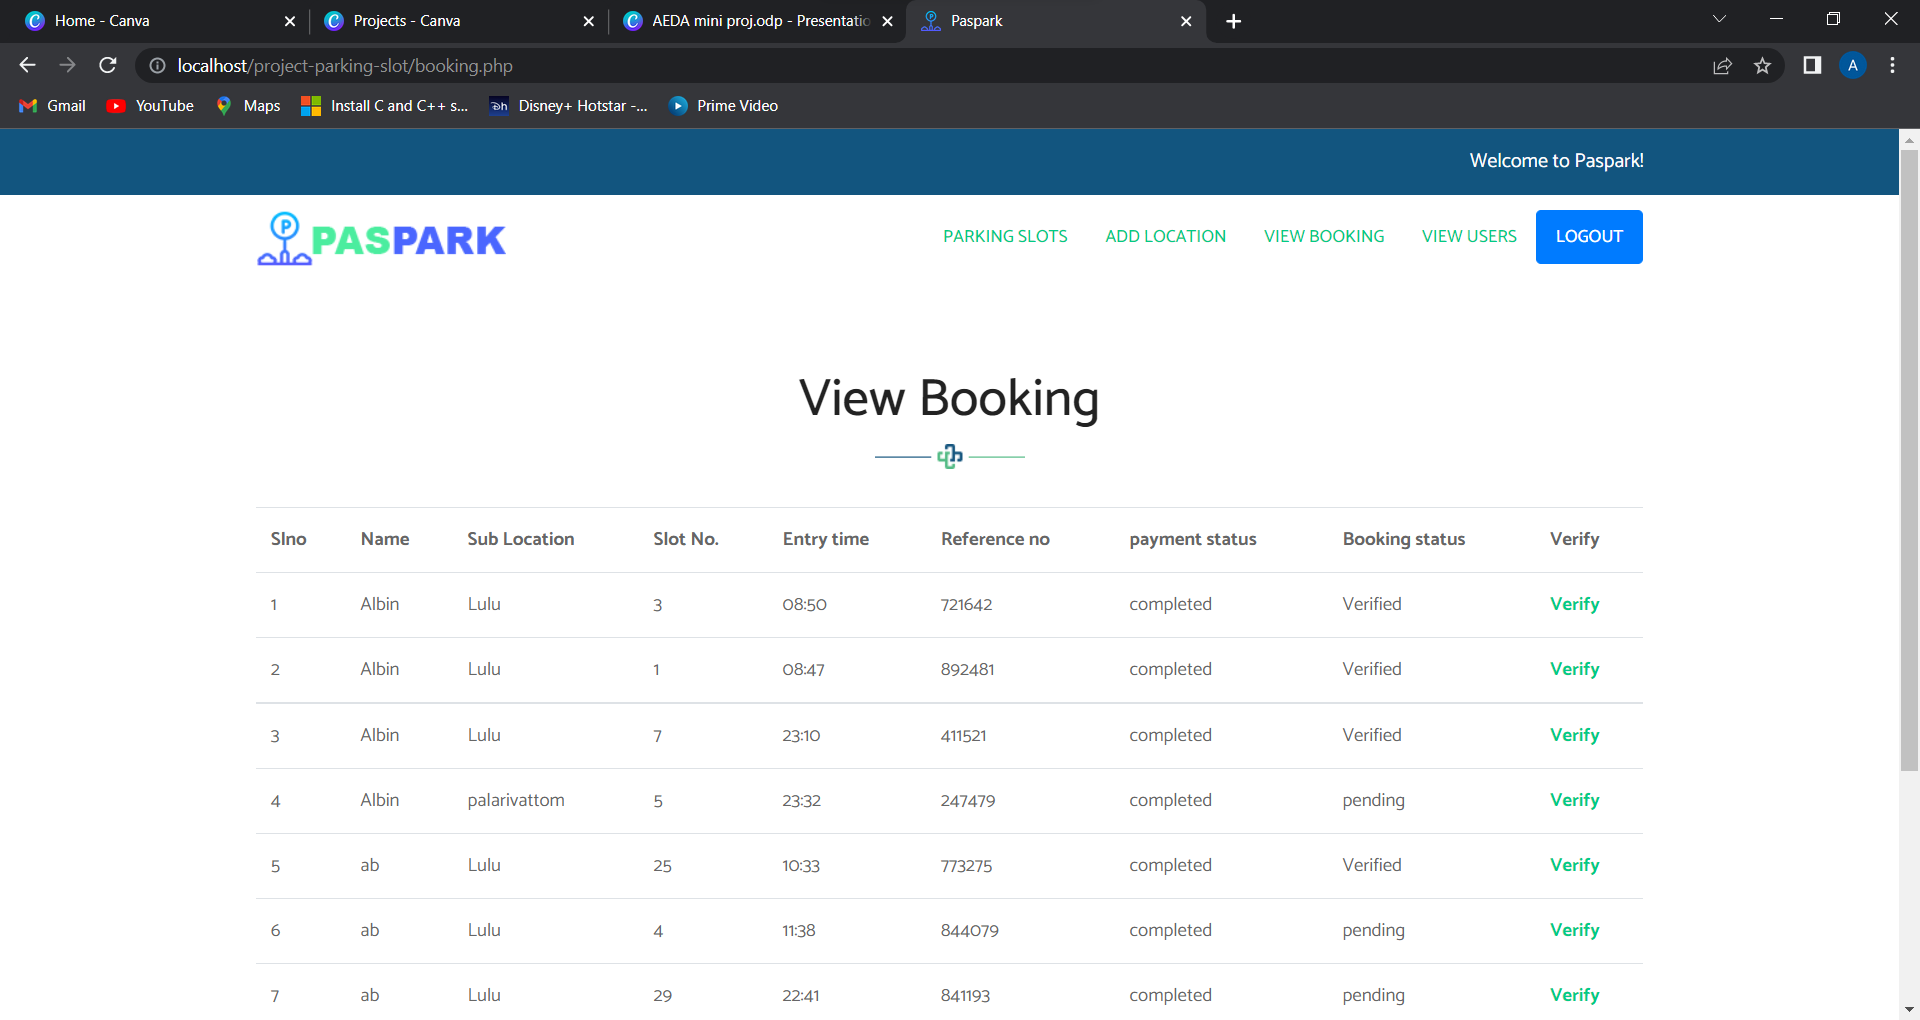 Home - Canva
Projects - Canva
AEDA mini proj.odp - Presentatio
Paspark
localhost/project-parking-slot/booking.php
A
Gmail YouTube Maps Install C and C++ s... Disney+ Hotstar -... Prime Video
Welcome to Paspark!
P PASPARK
PARKING SLOTS ADD LOCATION VIEW BOOKING VIEW USERS LOGOUT
View Booking
Slno Name Sub Location Slot No. Entry time Reference no payment status Booking status Verify
1 Albin Lulu 3 08:50 721642 completed Verified Verify
2 Albin Lulu 1 08:47 892481 completed Verified Verify
3 Albin Lulu 7 23:10 411521 completed Verified Verify
4 Albin palarivattom 5 23:32 247479 completed pending Verify
5 ab Lulu 25 10:33 773275 completed Verified Verify
6 ab Lulu 4 11:38 844079 completed pending Verify
7 ab Lulu 29 22:41 841193 completed pending Verify